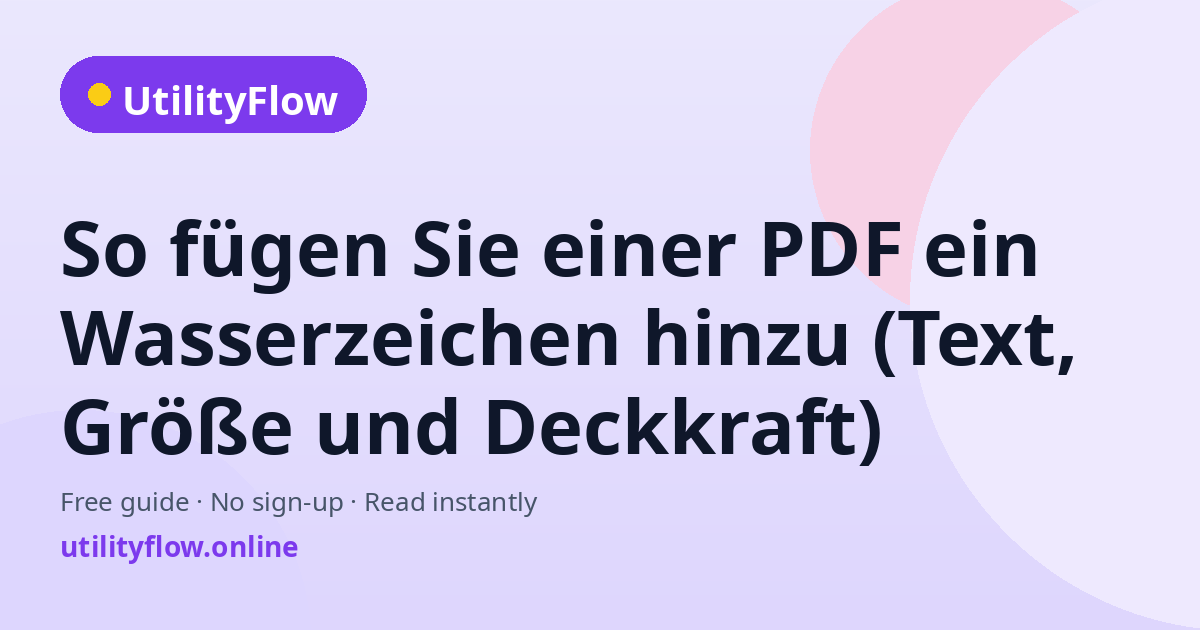 UtilityFlow
So fügen Sie einer PDF ein
Wasserzeichen hinzu (Text,
Größe und Deckkraft)
Free guide · No sign-up · Read instantly
utilityflow.online